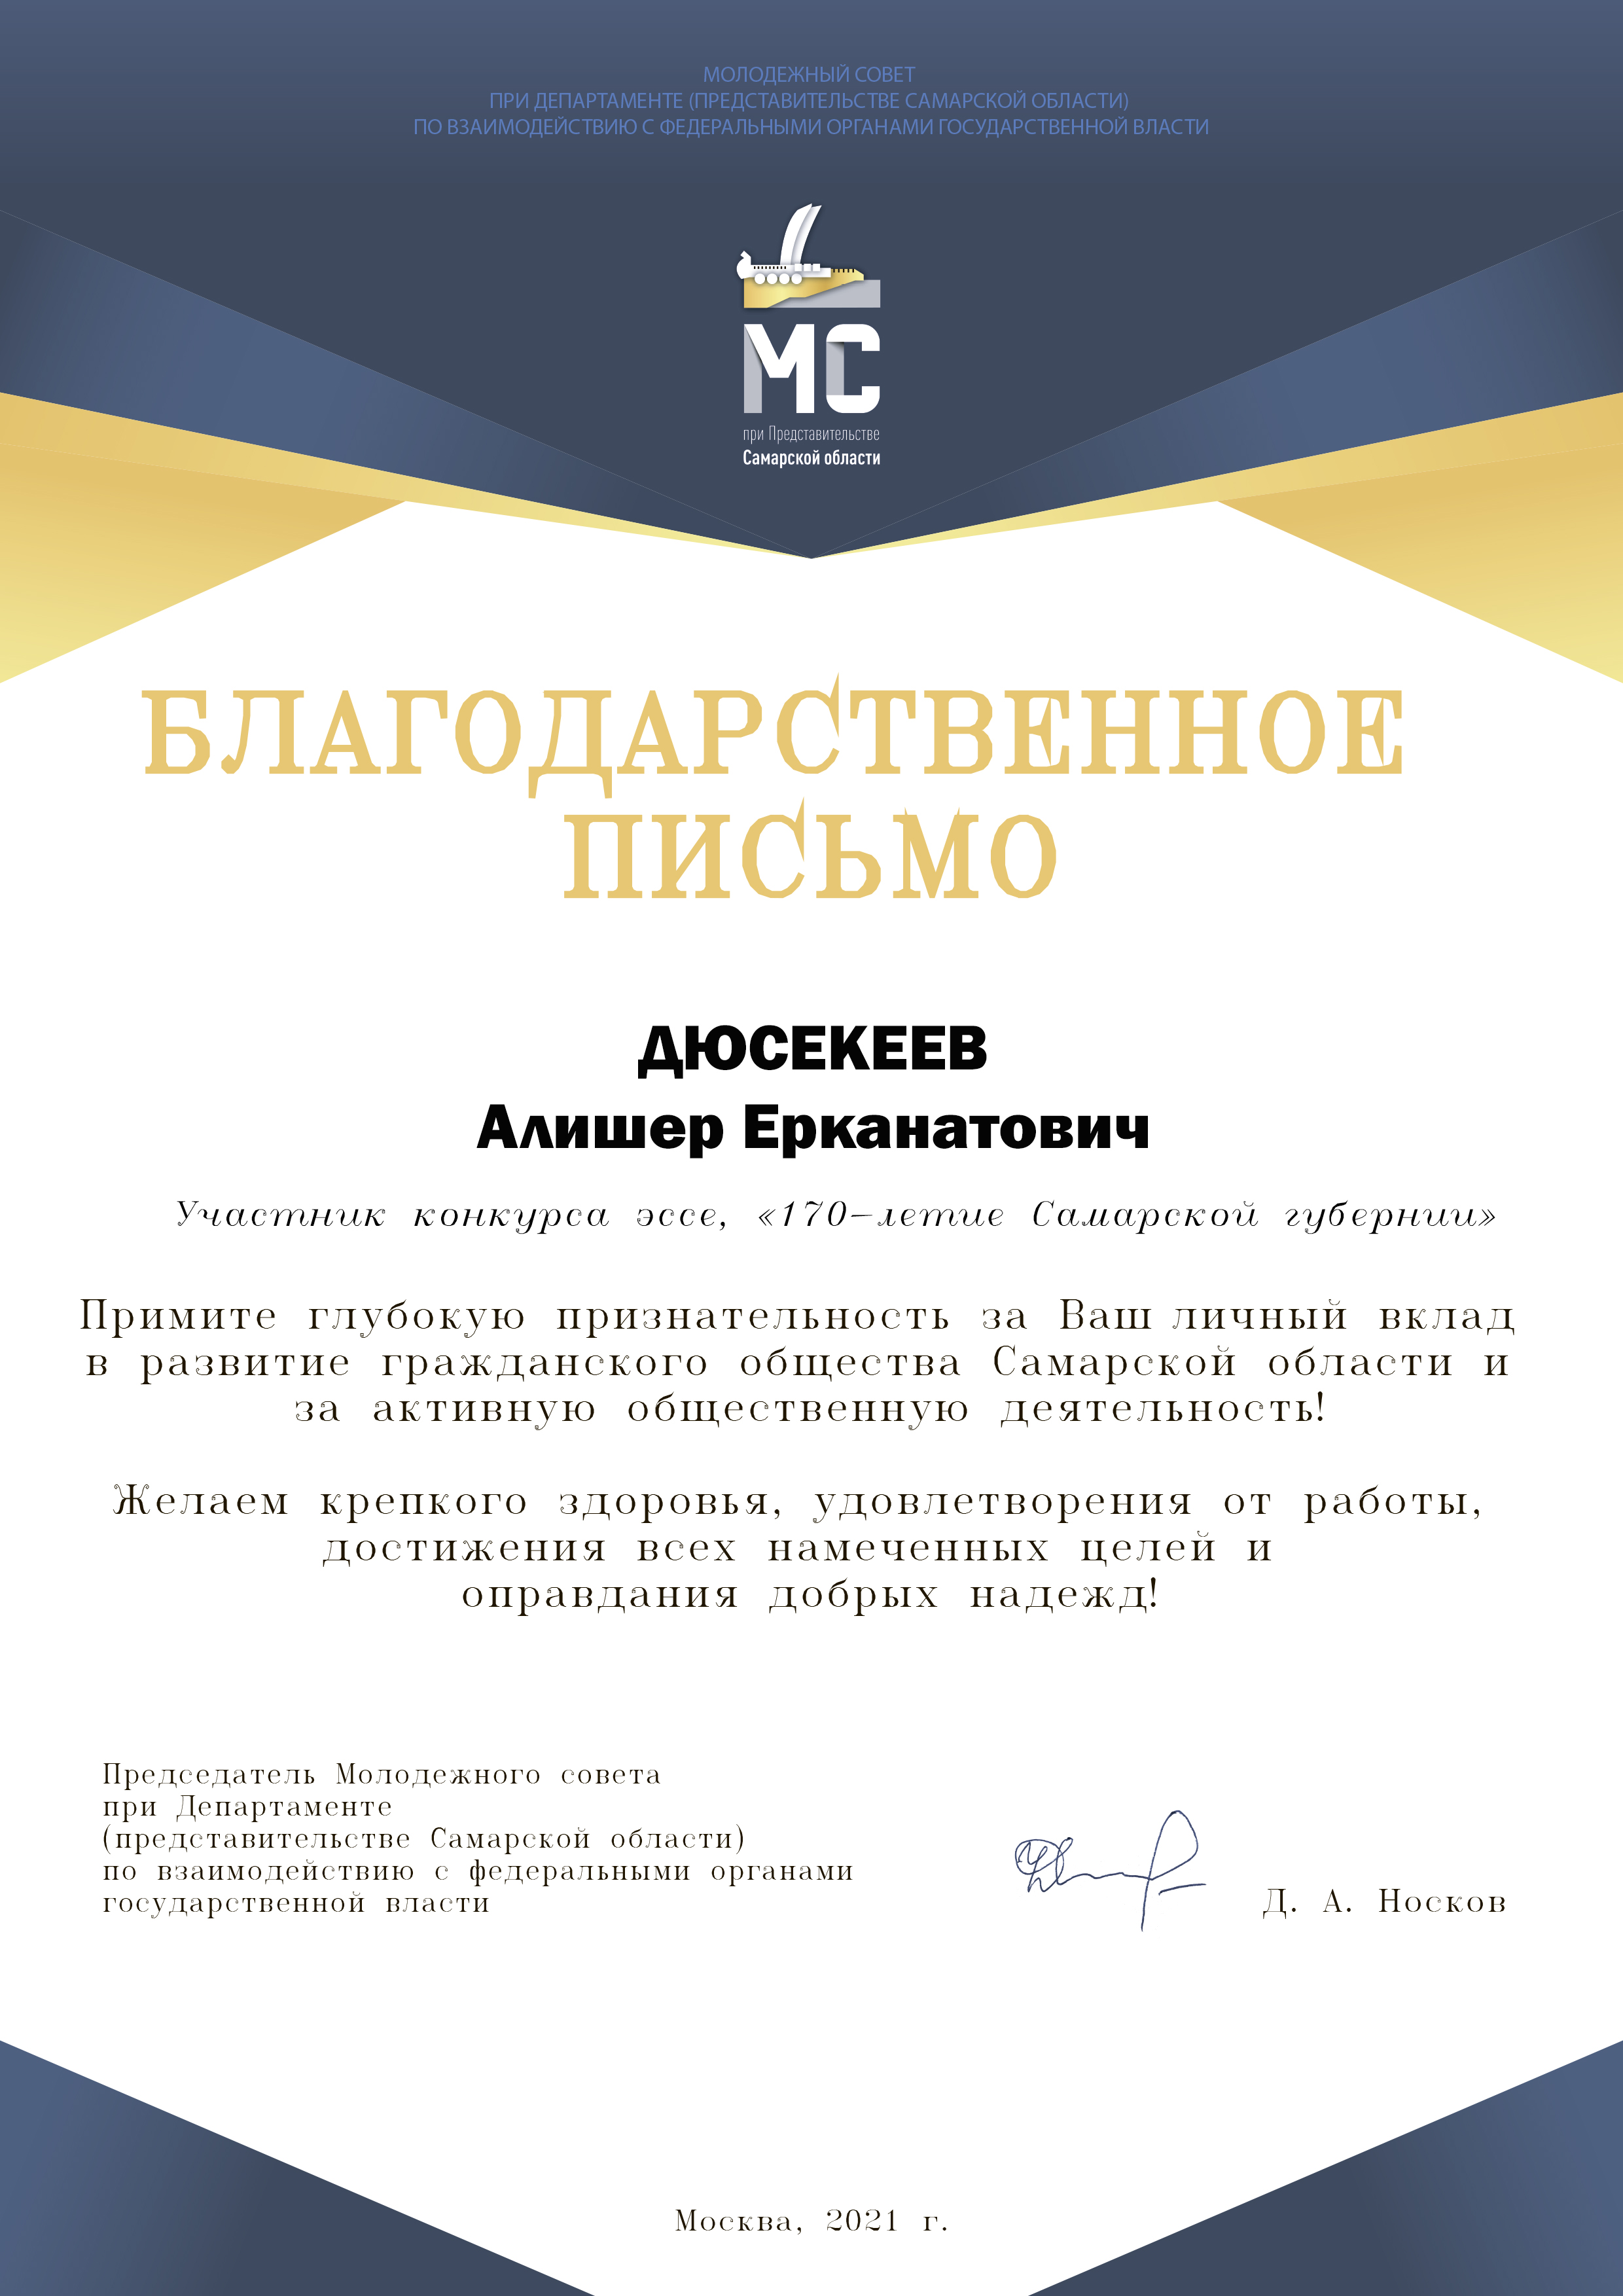 МОЛОДЕЖНЫЙ СОВЕТ
ПРИ ДЕПАРТАМЕНТЕ (ПРЕДСТАВИТЕЛЬСТВЕ САМАРСКОЙ ОБЛАСТИ)
ПО ВЗАИМОДЕЙСТВИЮ С ФЕДЕРАЛЬНЫМИ ОРГАНАМИ ГОСУДАРСТВЕННОЙ ВЛАСТИ
МС
при Представительстве
Самарской области
БЛАГОДАРСТВЕННОЕ
ПИСЬМО
ДЮСЕКЕЕВ
Алишер Ерканатович
Участник конкурса эссе, «170-летие Самарской губернии»
Примите глубокую признательность за Ваш личный вклад
в развитие гражданского общества Самарской области и
за активную общественную деятельность!
Желаем крепкого здоровья, удовлетворения от работы,
достижения всех намеченных целей и
оправдания добрых надежд!
Председатель Молодежного совета
при Департаменте
(представительстве Самарской области)
по взаимодействию с федеральными органами
государственной власти
Д. А. Носков
Москва, 2021 г.